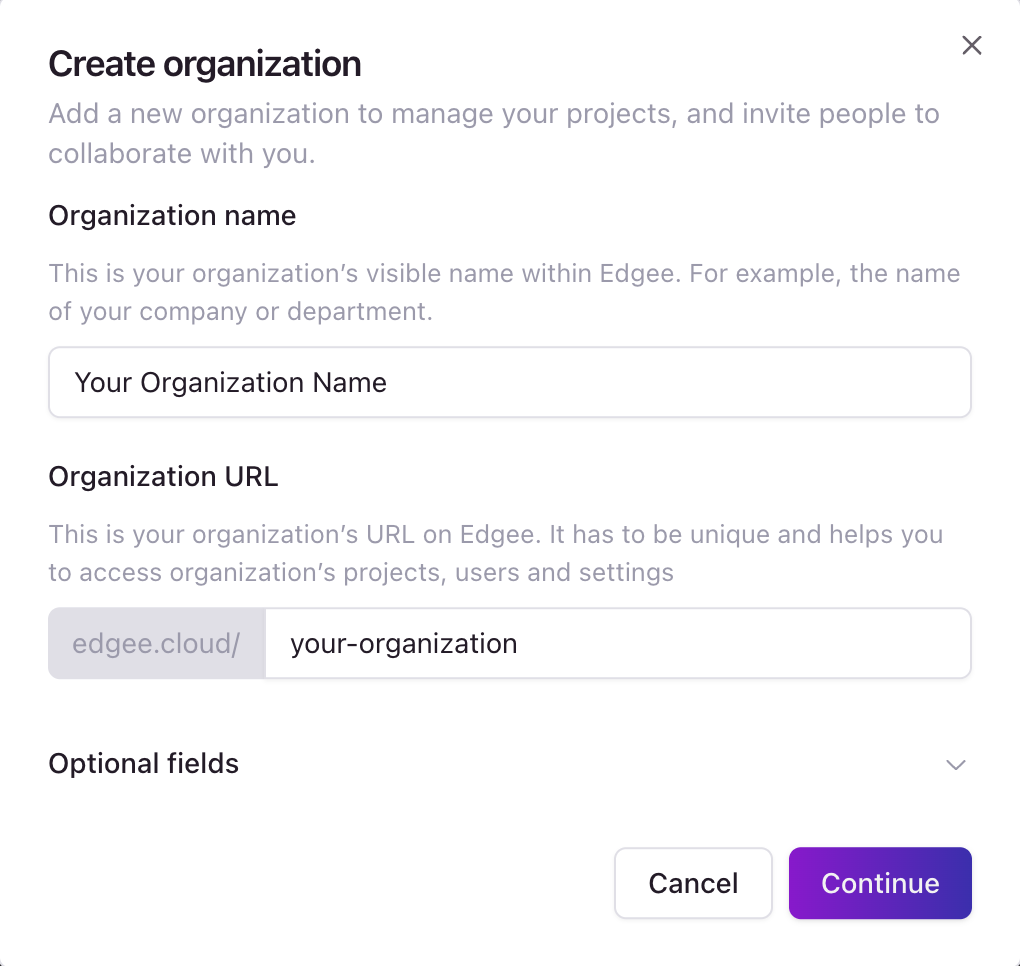 Create organization
Add a new organization to manage your projects, and invite people to
collaborate with you.
Organization name
This is your organization’s visible name within Edgee. For example, the name
of your company or department.
Your Organization Name
Organization URL
This is your organization’s URL on Edgee. It has to be unique and helps you
to access organization’s projects, users and settings
edgee.cloud/ your-organization
Optional fields
Cancel Continue